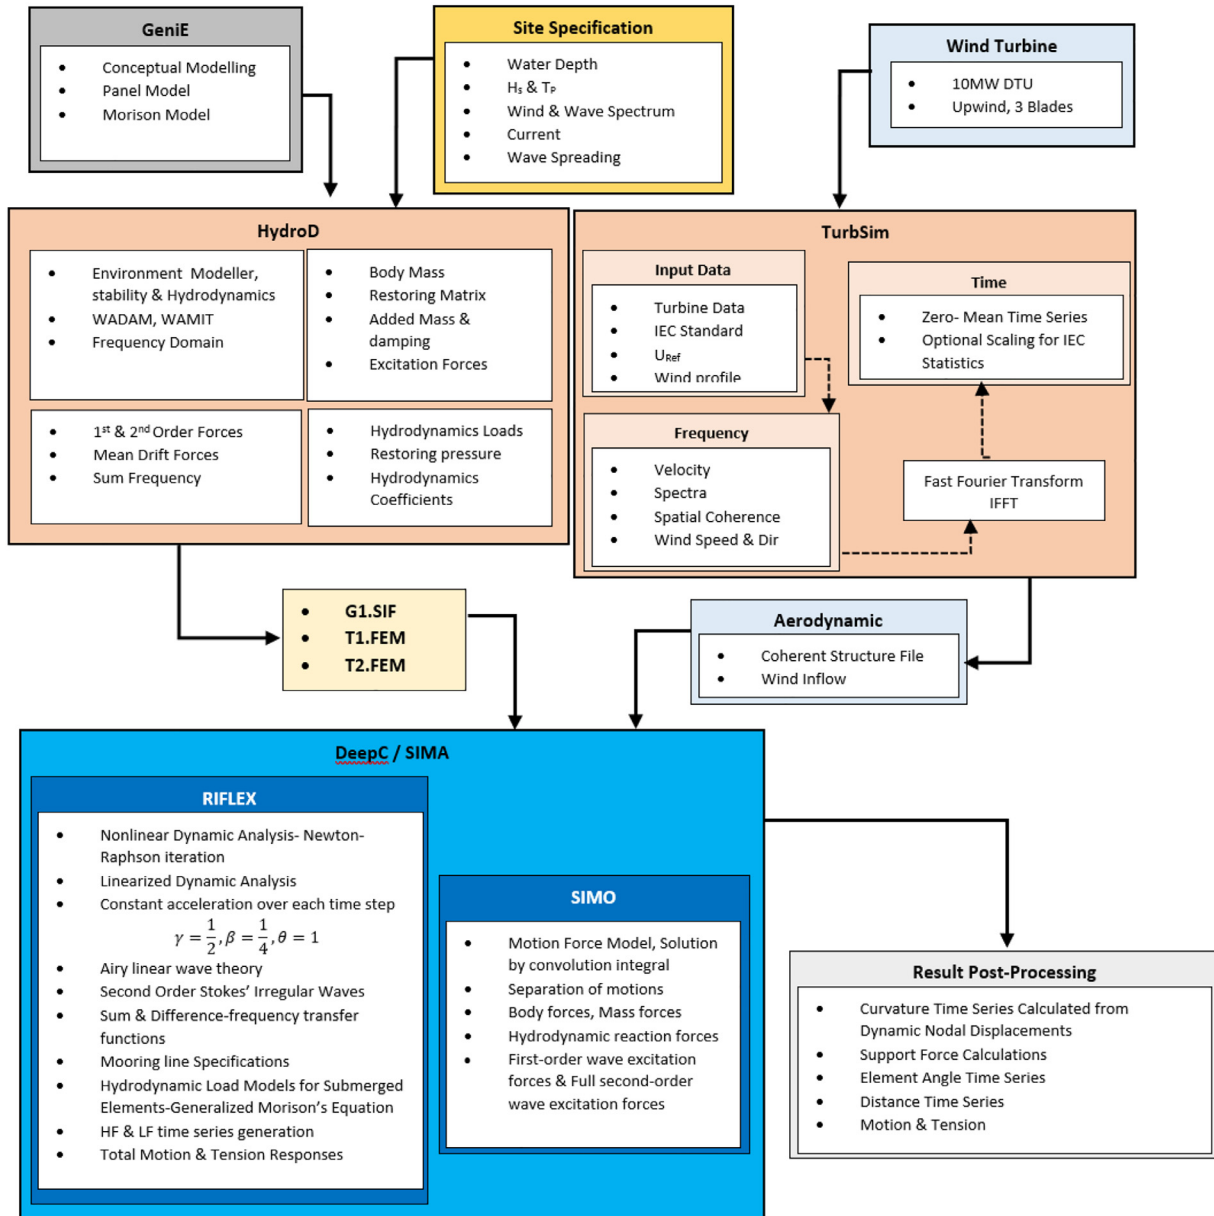 GeniE
• Conceptual Modelling
• Panel Model
• Morison Model
Site Specification
• Water Depth
• Hs & TP
• Wind & Wave Spectrum
• Current
• Wave Spreading
Wind Turbine
• 10MW DTU
• Upwind, 3 Blades
HydroD
• Environment Modeller,
stability & Hydrodynamics
• WADAM, WAMIT
• Frequency Domain
• Body Mass
• Restoring Matrix
• Added Mass &
damping
• Excitation Forces
• 1st & 2nd Order Forces
• Mean Drift Forces
• Sum Frequency
• Hydrodynamics Loads
• Restoring pressure
• Hydrodynamics
Coefficients
TurbSim
Input Data
• Turbine Data
• IEC Standard
• URef
• Wind profile
Time
• Zero- Mean Time Series
• Optional Scaling for IEC
Statistics
Frequency
• Velocity
• Spectra
• Spatial Coherence
• Wind Speed & Dir
Fast Fourier Transform
IFFT
• G1.SIF
• T1.FEM
• T2.FEM
Aerodynamic
• Coherent Structure File
• Wind Inflow
DeepC / SIMA
RIFLEX
• Nonlinear Dynamic Analysis- Newton-
Raphson iteration
• Linearized Dynamic Analysis
• Constant acceleration over each time step
γ = 1/2, β = 1/4, θ = 1
• Airy linear wave theory
• Second Order Stokes’ Irregular Waves
• Sum & Difference-frequency transfer
functions
• Mooring line Specifications
• Hydrodynamic Load Models for Submerged
Elements-Generalized Morison’s Equation
• HF & LF time series generation
• Total Motion & Tension Responses
SIMO
• Motion Force Model, Solution
by convolution integral
• Separation of motions
• Body forces, Mass forces
• Hydrodynamic reaction forces
• First-order wave excitation
forces & Full second-order
wave excitation forces
Result Post-Processing
• Curvature Time Series Calculated from
Dynamic Nodal Displacements
• Support Force Calculations
• Element Angle Time Series
• Distance Time Series
• Motion & Tension